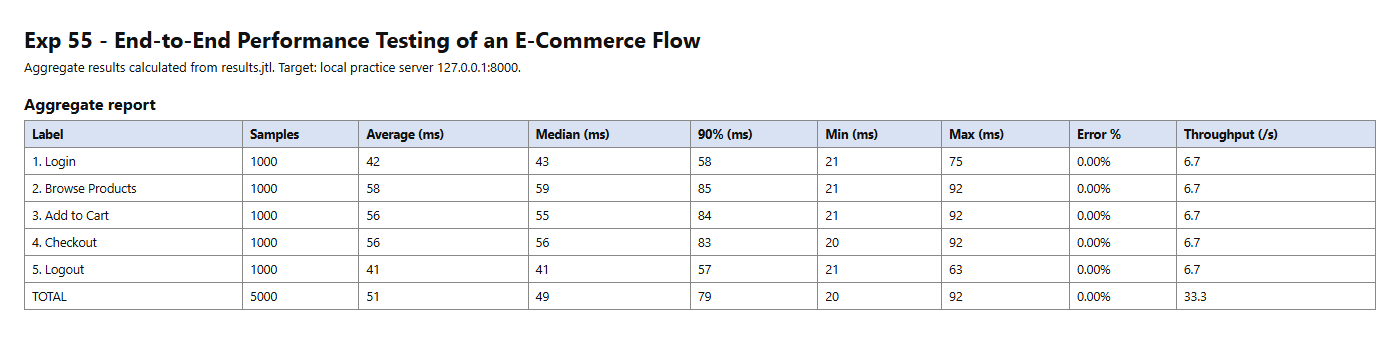 Exp 55 - End-to-End Performance Testing of an E-Commerce Flow
Aggregate results calculated from results.jtl. Target: local practice server 127.0.0.1:8000.
Aggregate report
Label Samples Average (ms) Median (ms) 90% (ms) Min (ms) Max (ms) Error % Throughput (/s)
1. Login 1000 42 43 58 21 75 0.00% 6.7
2. Browse Products 1000 58 59 85 21 92 0.00% 6.7
3. Add to Cart 1000 56 55 84 21 92 0.00% 6.7
4. Checkout 1000 56 56 83 20 92 0.00% 6.7
5. Logout 1000 41 41 57 21 63 0.00% 6.7
TOTAL 5000 51 49 79 20 92 0.00% 33.3